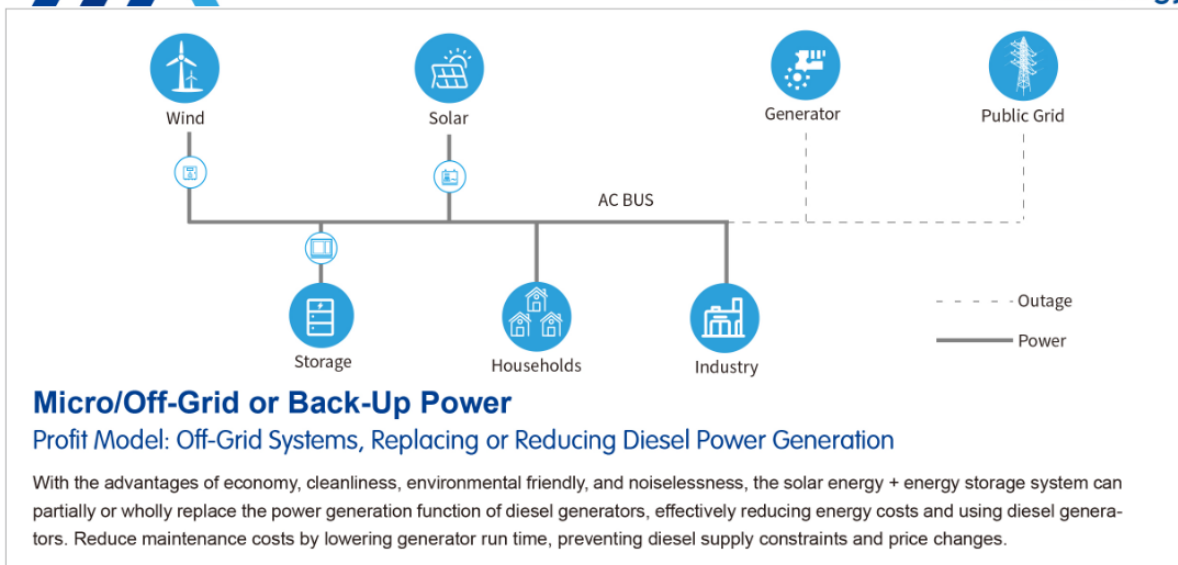 Wind
Solar
Generator
Public Grid
AC BUS
Outage
Power
Storage
Households
Industry
Micro/Off-Grid or Back-Up Power
Profit Model: Off-Grid Systems, Replacing or Reducing Diesel Power Generation
With the advantages of economy, cleanliness, environmental friendly, and noiselessness, the solar energy + energy storage system can
partially or wholly replace the power generation function of diesel generators, effectively reducing energy costs and using diesel genera-
tors. Reduce maintenance costs by lowering generator run time, preventing diesel supply constraints and price changes.